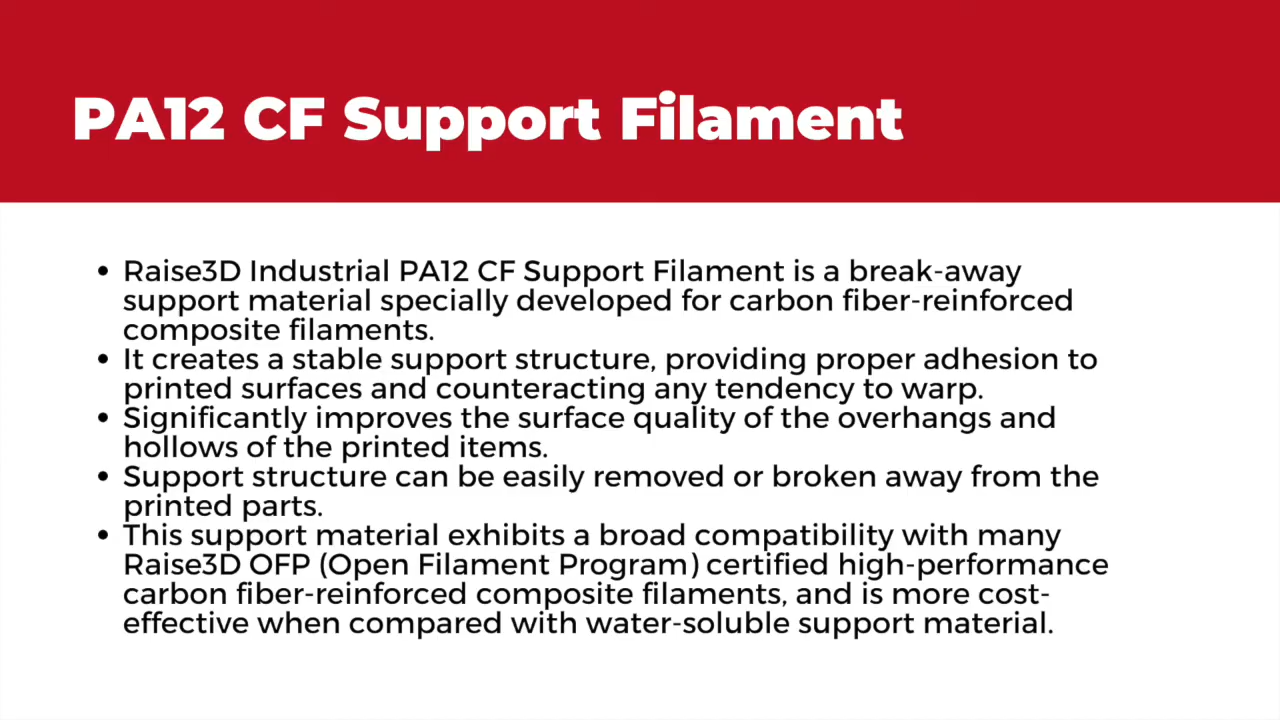 PA12 CF Support Filament
• Raise3D Industrial PA12 CF Support Filament is a break-away
support material specially developed for carbon fiber-reinforced
composite filaments.
• It creates a stable support structure, providing proper adhesion to
printed surfaces and counteracting any tendency to warp.
• Significantly improves the surface quality of the overhangs and
hollows of the printed items.
• Support structure can be easily removed or broken away from the
printed parts.
• This support material exhibits a broad compatibility with many
Raise3D OFP (Open Filament Program) certified high-performance
carbon fiber-reinforced composite filaments, and is more cost-
effective when compared with water-soluble support material.